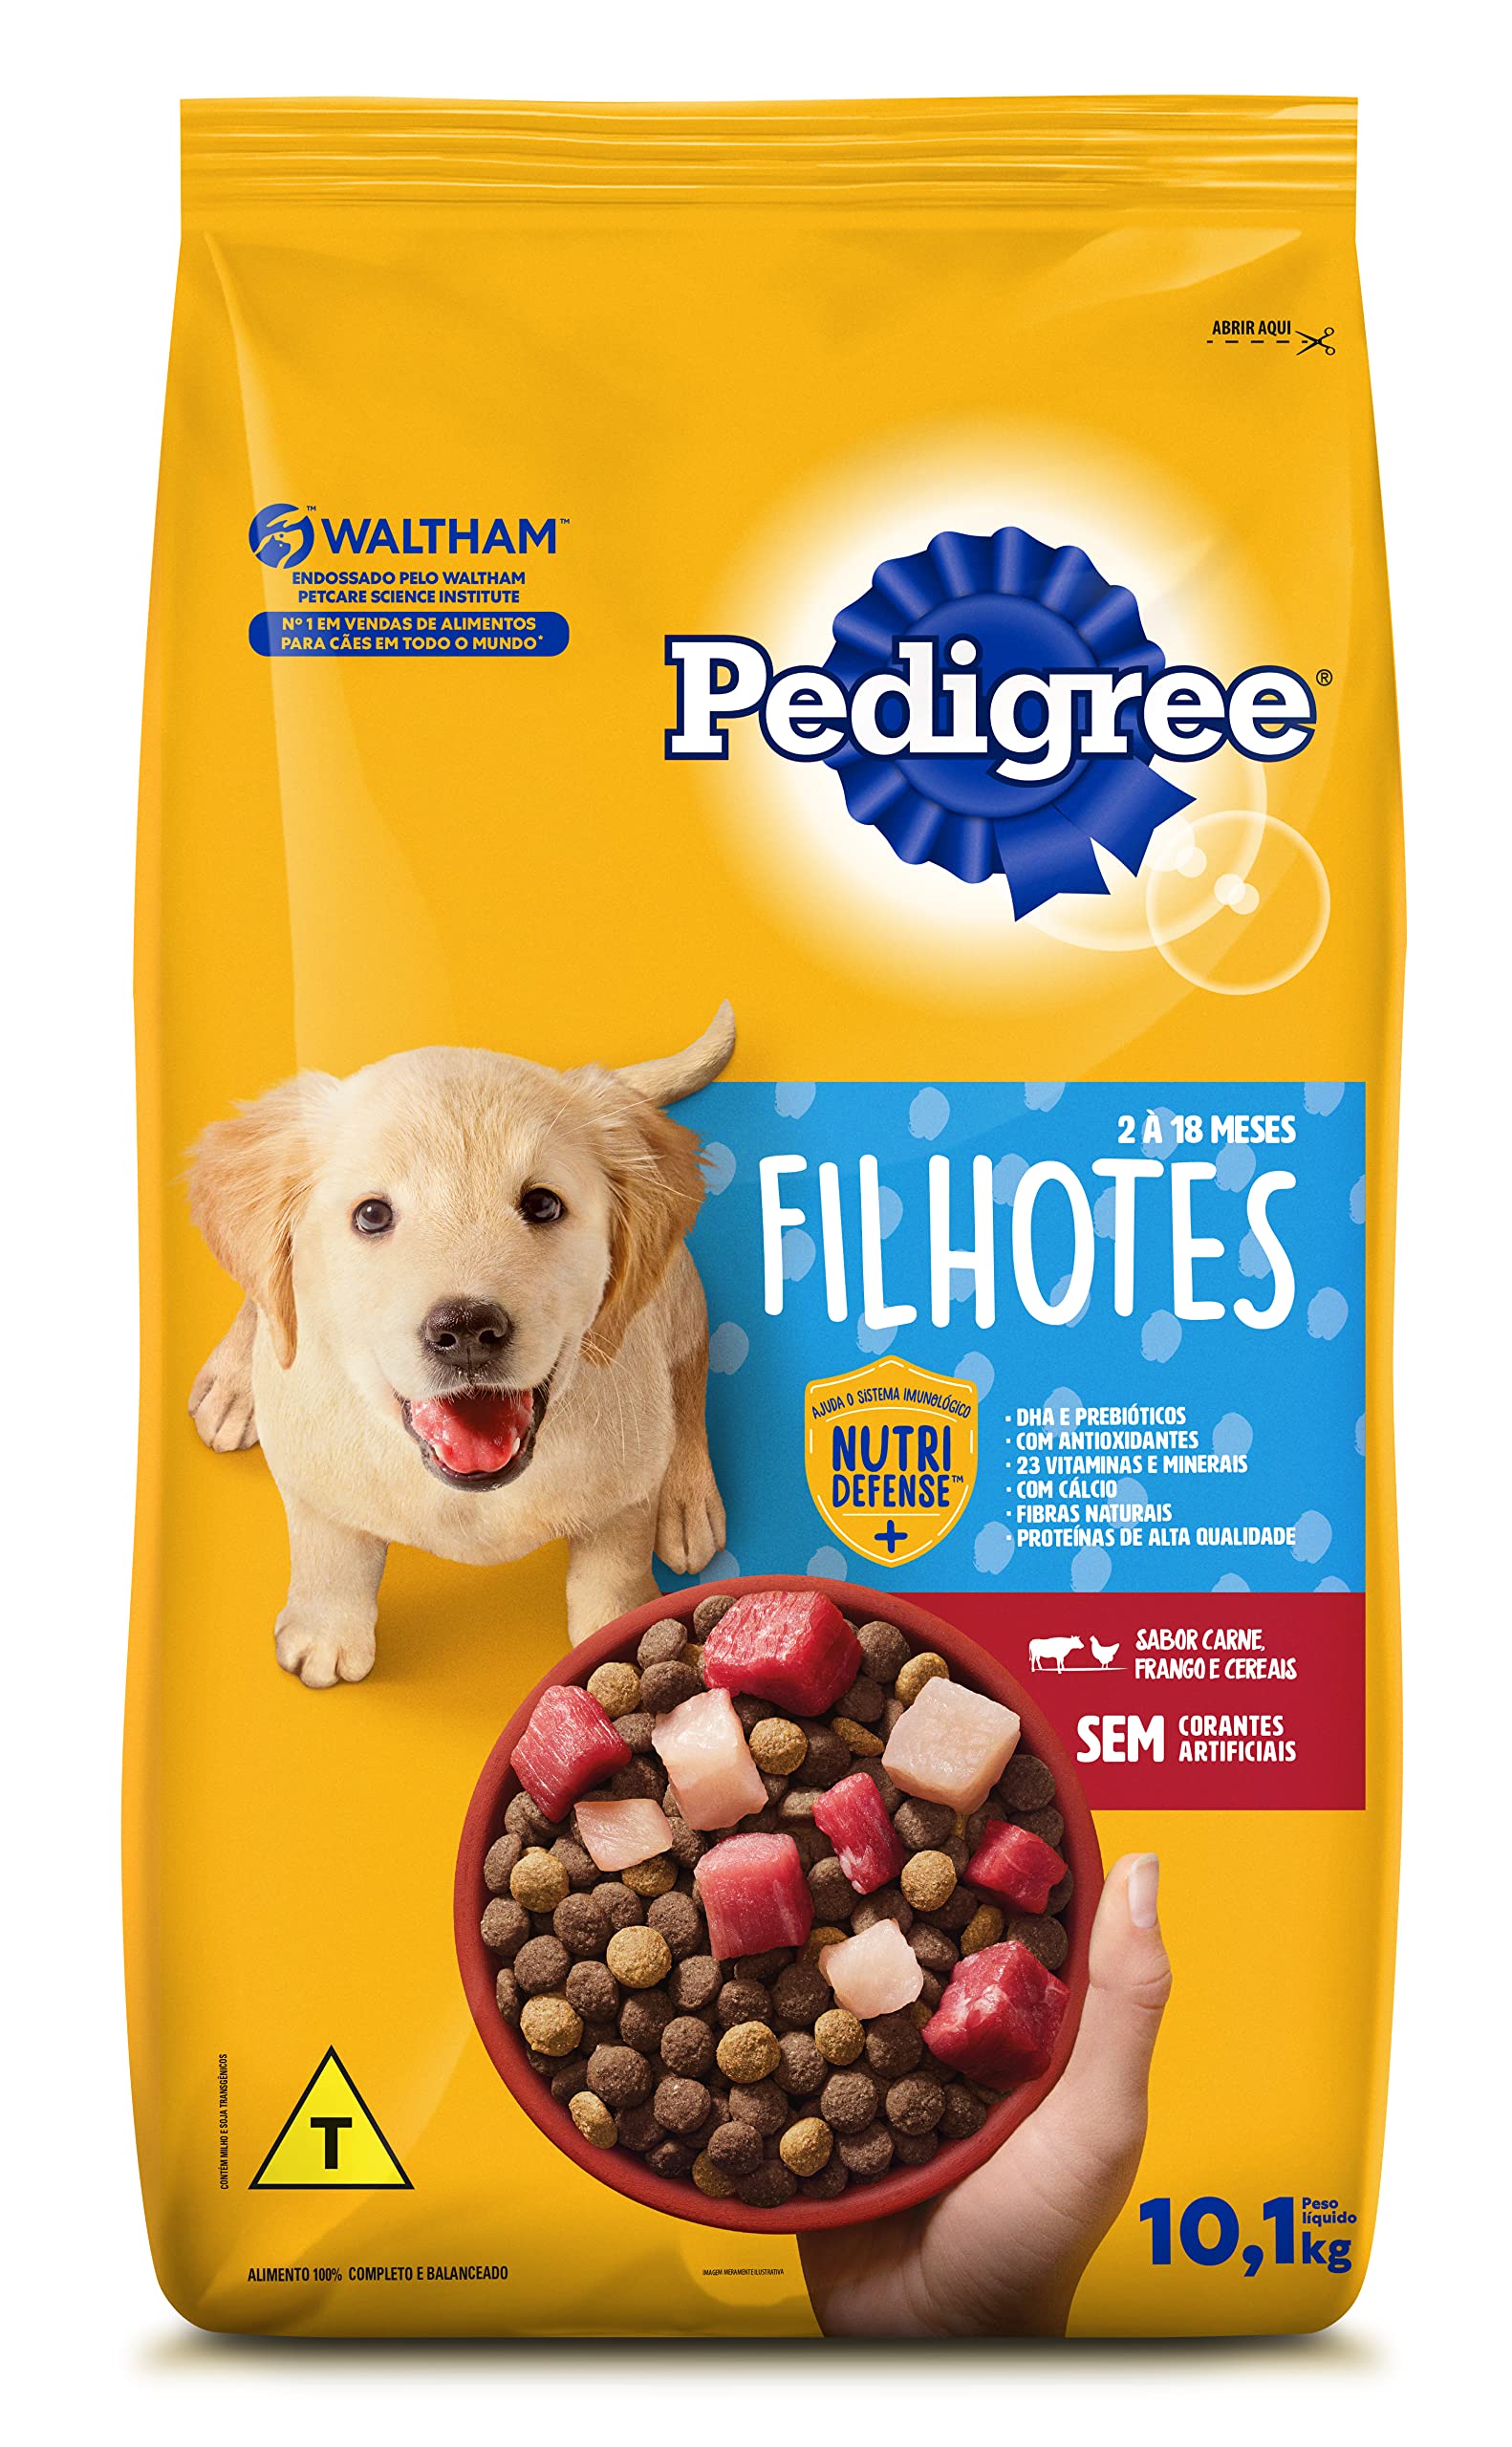 ABRIR AQUI
WALTHAM™
ENDOSSADO PELO WALTHAM
PETCARE SCIENCE INSTITUTE
Nº 1 EM VENDAS DE ALIMENTOS
PARA CÃES EM TODO O MUNDO*
Pedigree®
2 À 18 MESES
FILHOTES
AJUDA O SISTEMA IMUNOLÓGICO
NUTRI
DEFENSE™
+
· DHA E PREBIÓTICOS
· COM ANTIOXIDANTES
· 23 VITAMINAS E MINERAIS
· COM CÁLCIO
· FIBRAS NATURAIS
· PROTEÍNAS DE ALTA QUALIDADE
SABOR CARNE,
FRANGO E CEREAIS
SEM CORANTES
ARTIFICIAIS
CONTÉM MILHO E SOJA TRANSGÊNICOS
T
ALIMENTO 100% COMPLETO E BALANCEADO
IMAGEM MERAMENTE ILUSTRATIVA
10,1kg
Peso
líquido